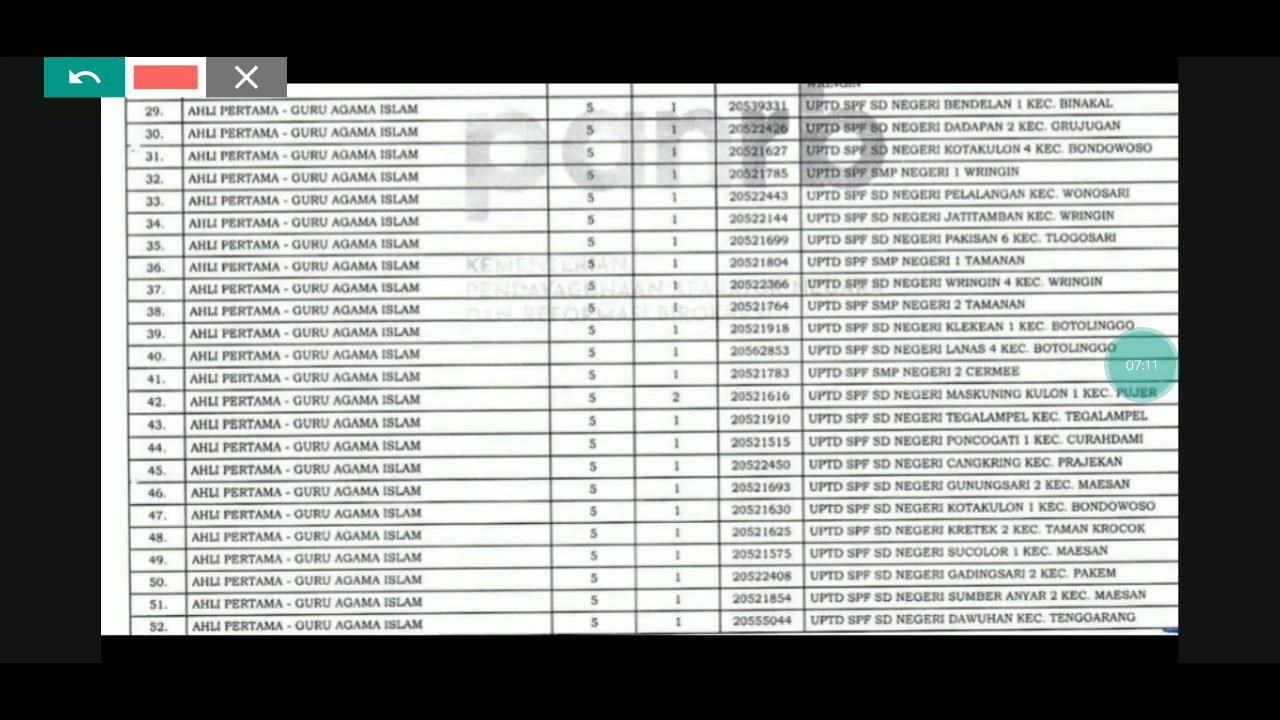 WRINGIN
29. AHLI PERTAMA - GURU AGAMA ISLAM 5 1 20539331 UPTD SPF SD NEGERI BENDELAN 1 KEC. BINAKAL
30. AHLI PERTAMA - GURU AGAMA ISLAM 5 1 20522426 UPTD SPF SD NEGERI DADAPAN 2 KEC. GRUJUGAN
31. AHLI PERTAMA - GURU AGAMA ISLAM 5 1 20521627 UPTD SPF SD NEGERI KOTAKULON 4 KEC. BONDOWOSO
32. AHLI PERTAMA - GURU AGAMA ISLAM 5 1 20521785 UPTD SPF SMP NEGERI 1 WRINGIN
33. AHLI PERTAMA - GURU AGAMA ISLAM 5 1 20522443 UPTD SPF SD NEGERI PELALANGAN KEC. WONOSARI
34. AHLI PERTAMA - GURU AGAMA ISLAM 5 1 20522144 UPTD SPF SD NEGERI JATITAMBAN KEC. WRINGIN
35. AHLI PERTAMA - GURU AGAMA ISLAM 5 1 20521699 UPTD SPF SD NEGERI PAKISAN 6 KEC. TLOGOSARI
36. AHLI PERTAMA - GURU AGAMA ISLAM 5 1 20521804 UPTD SPF SMP NEGERI 1 TAMANAN
37. AHLI PERTAMA - GURU AGAMA ISLAM 5 1 20522366 UPTD SPF SD NEGERI WRINGIN 4 KEC. WRINGIN
38. AHLI PERTAMA - GURU AGAMA ISLAM 5 1 20521764 UPTD SPF SMP NEGERI 2 TAMANAN
39. AHLI PERTAMA - GURU AGAMA ISLAM 5 1 20521918 UPTD SPF SD NEGERI KLEKEAN 1 KEC. BOTOLINGGO
40. AHLI PERTAMA - GURU AGAMA ISLAM 5 1 20562853 UPTD SPF SD NEGERI LANAS 4 KEC. BOTOLINGGO
41. AHLI PERTAMA - GURU AGAMA ISLAM 5 1 20521783 UPTD SPF SMP NEGERI 2 CERMEE
42. AHLI PERTAMA - GURU AGAMA ISLAM 5 2 20521616 UPTD SPF SD NEGERI MASKUNING KULON 1 KEC. PUJER
43. AHLI PERTAMA - GURU AGAMA ISLAM 5 1 20521910 UPTD SPF SD NEGERI TEGALAMPEL KEC. TEGALAMPEL
44. AHLI PERTAMA - GURU AGAMA ISLAM 5 1 20521515 UPTD SPF SD NEGERI PONCOGATI 1 KEC. CURAHDAMI
45. AHLI PERTAMA - GURU AGAMA ISLAM 5 1 20522450 UPTD SPF SD NEGERI CANGKRING KEC. PRAJEKAN
46. AHLI PERTAMA - GURU AGAMA ISLAM 5 1 20521693 UPTD SPF SD NEGERI GUNUNGSARI 2 KEC. MAESAN
47. AHLI PERTAMA - GURU AGAMA ISLAM 5 1 20521630 UPTD SPF SD NEGERI KOTAKULON 1 KEC. BONDOWOSO
48. AHLI PERTAMA - GURU AGAMA ISLAM 5 1 20521625 UPTD SPF SD NEGERI KRETEK 2 KEC. TAMAN KROCOK
49. AHLI PERTAMA - GURU AGAMA ISLAM 5 1 20521575 UPTD SPF SD NEGERI SUCOLOR 1 KEC. MAESAN
50. AHLI PERTAMA - GURU AGAMA ISLAM 5 1 20522408 UPTD SPF SD NEGERI GADINGSARI 2 KEC. PAKEM
51. AHLI PERTAMA - GURU AGAMA ISLAM 5 1 20521854 UPTD SPF SD NEGERI SUMBER ANYAR 2 KEC. MAESAN
52. AHLI PERTAMA - GURU AGAMA ISLAM 5 1 20555044 UPTD SPF SD NEGERI DAWUHAN KEC. TENGGARANG
panrb
KEMENTERIAN
PENDAYAGUNAAN APARATUR NEGARA
DAN REFORMASI BIROKRASI
07:11